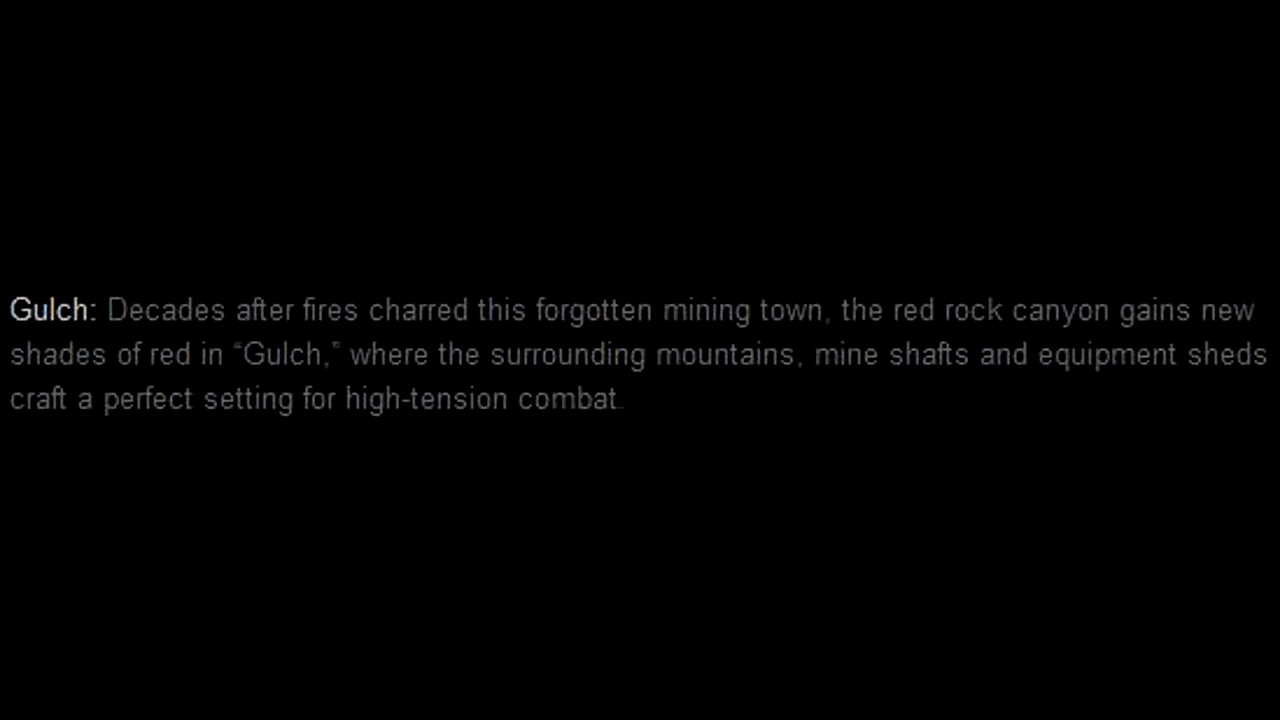 Gulch: Decades after fires charred this forgotten mining town, the red rock canyon gains new
shades of red in “Gulch,” where the surrounding mountains, mine shafts and equipment sheds
craft a perfect setting for high-tension combat.